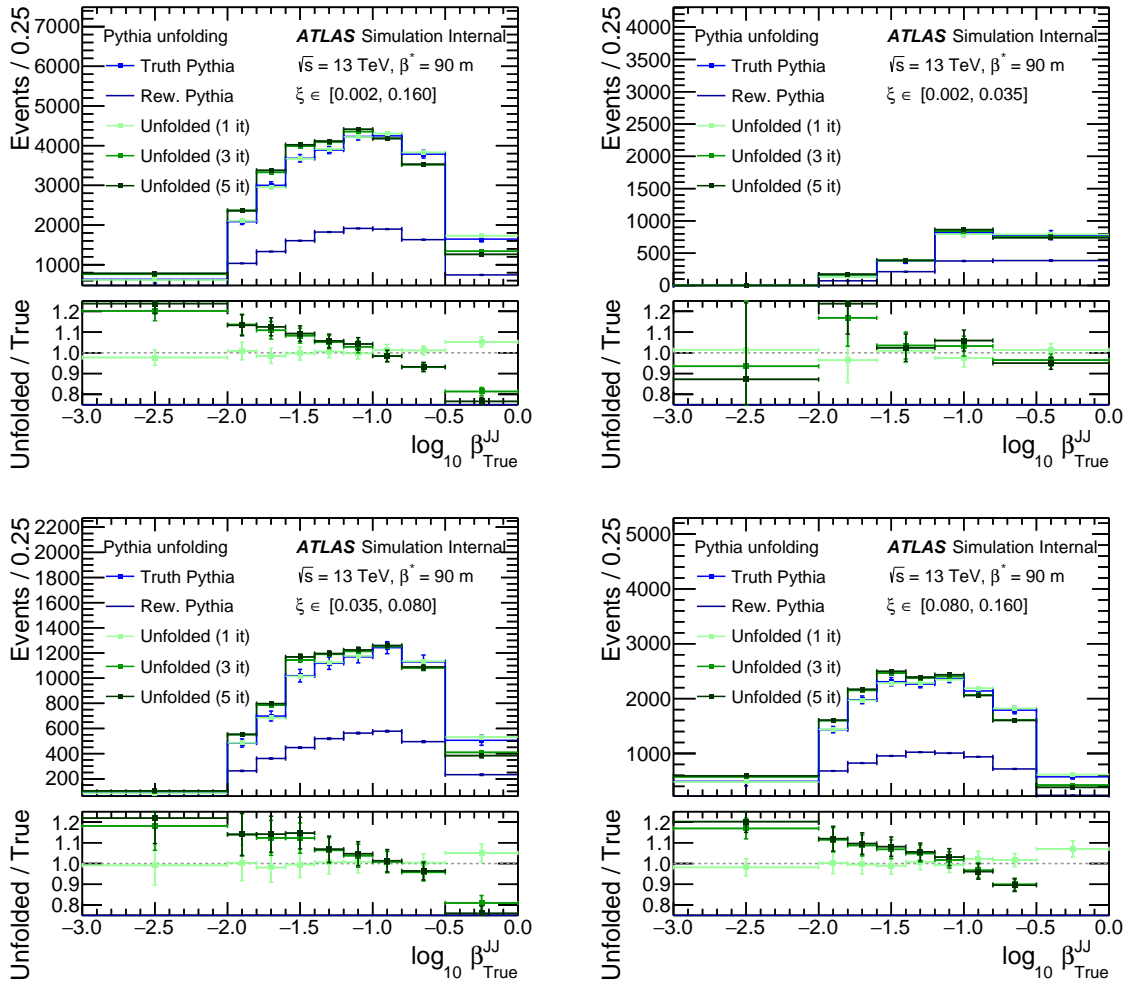 Events / 0.25
7000
6000
5000
4000
3000
2000
1000
Pythia unfolding
Truth Pythia
Rew. Pythia
Unfolded (1 it)
Unfolded (3 it)
Unfolded (5 it)
ATLAS Simulation Internal
√s = 13 TeV, β* = 90 m
ξ ∈ [0.002, 0.160]
Unfolded / True
1.2
1.1
1.0
0.9
0.8
−3.0 −2.5 −2.0 −1.5 −1.0 −0.5 0.0
log₁₀ β^JJ_True
Events / 0.25
4000
3500
3000
2500
2000
1500
1000
500
0
Pythia unfolding
Truth Pythia
Rew. Pythia
Unfolded (1 it)
Unfolded (3 it)
Unfolded (5 it)
ATLAS Simulation Internal
√s = 13 TeV, β* = 90 m
ξ ∈ [0.002, 0.035]
Unfolded / True
1.2
1.1
1.0
0.9
0.8
−3.0 −2.5 −2.0 −1.5 −1.0 −0.5 0.0
log₁₀ β^JJ_True
Events / 0.25
2200
2000
1800
1600
1400
1200
1000
800
600
400
200
Pythia unfolding
Truth Pythia
Rew. Pythia
Unfolded (1 it)
Unfolded (3 it)
Unfolded (5 it)
ATLAS Simulation Internal
√s = 13 TeV, β* = 90 m
ξ ∈ [0.035, 0.080]
Unfolded / True
1.2
1.1
1.0
0.9
0.8
−3.0 −2.5 −2.0 −1.5 −1.0 −0.5 0.0
log₁₀ β^JJ_True
Events / 0.25
5000
4000
3000
2000
1000
Pythia unfolding
Truth Pythia
Rew. Pythia
Unfolded (1 it)
Unfolded (3 it)
Unfolded (5 it)
ATLAS Simulation Internal
√s = 13 TeV, β* = 90 m
ξ ∈ [0.080, 0.160]
Unfolded / True
1.2
1.1
1.0
0.9
0.8
−3.0 −2.5 −2.0 −1.5 −1.0 −0.5 0.0
log₁₀ β^JJ_True